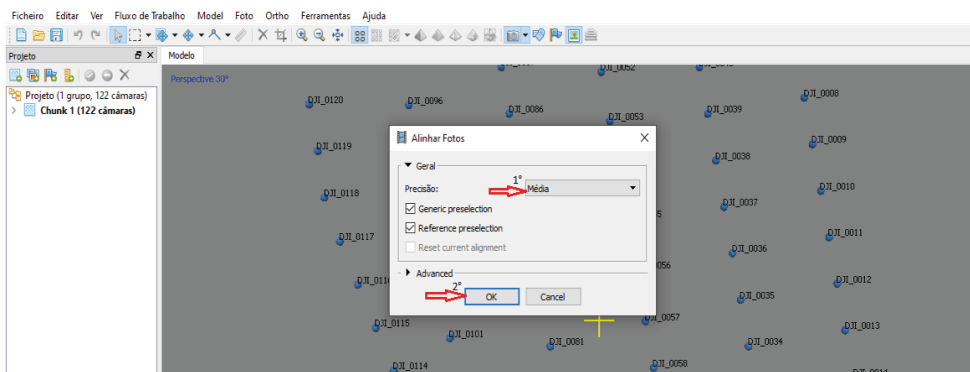 Ficheiro Editar Ver Fluxo de Trabalho Model Foto Ortho Ferramentas Ajuda
Projeto
Modelo
Projeto (1 grupo, 122 câmaras)
Chunk 1 (122 câmaras)
Perspective 30°
DJI_0052
DJI_0120
DJI_0096
DJI_0086
DJI_0053
DJI_0039
DJI_0008
DJI_0119
DJI_0038
DJI_0009
DJI_0118
DJI_0037
DJI_0010
DJI_0117
DJI_0036
DJI_0011
DJI_0035
DJI_0012
DJI_0115
DJI_0101
DJI_0081
DJI_0057
DJI_0034
DJI_0013
DJI_0114
DJI_0058
Alinhar Fotos
Geral
1°
Precisão: Média
Generic preselection
Reference preselection
Reset current alignment
Advanced
2°
OK Cancel